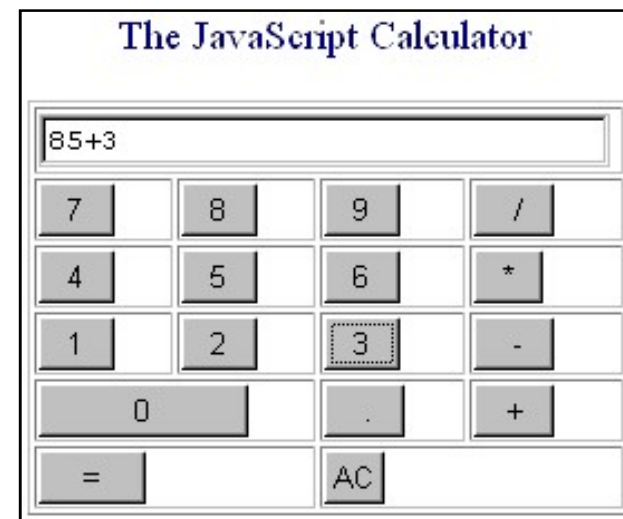 The JavaScript Calculator
85+3
7 8 9 /
4 5 6 *
1 2 3 -
0 . +
= AC